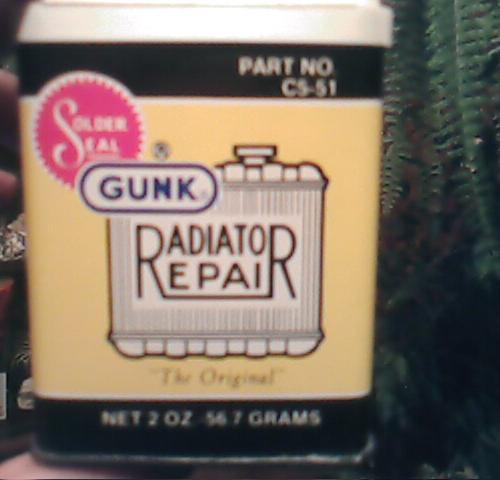 PART NO.
CS-51
SOLDER
SEAL
®
GUNK®
RADIATOR
REPAIR
"The Original"
NET 2 OZ 56.7 GRAMS